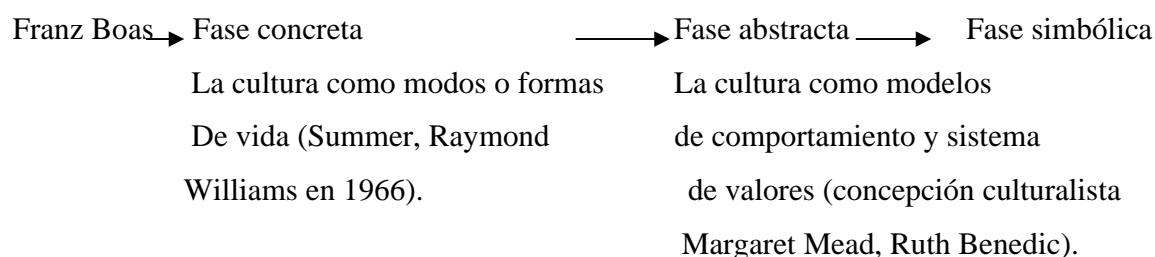 Franz Boas Fase concreta Fase abstracta Fase simbólica
La cultura como modos o formas La cultura como modelos
De vida (Summer, Raymond de comportamiento y sistema
Williams en 1966). de valores (concepción culturalista
Margaret Mead, Ruth Benedic).